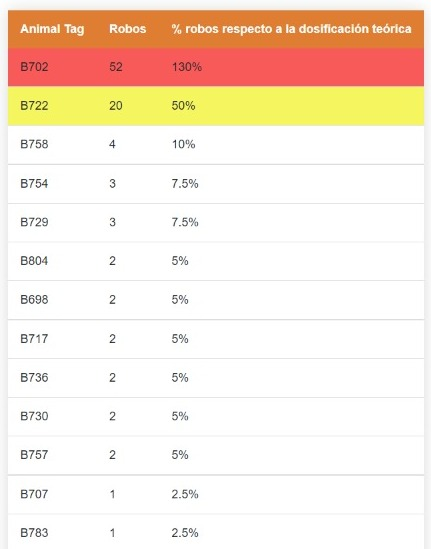 Animal Tag Robos % robos respecto a la dosificación teórica
B702 52 130%
B722 20 50%
B758 4 10%
B754 3 7.5%
B729 3 7.5%
B804 2 5%
B698 2 5%
B717 2 5%
B736 2 5%
B730 2 5%
B757 2 5%
B707 1 2.5%
B783 1 2.5%